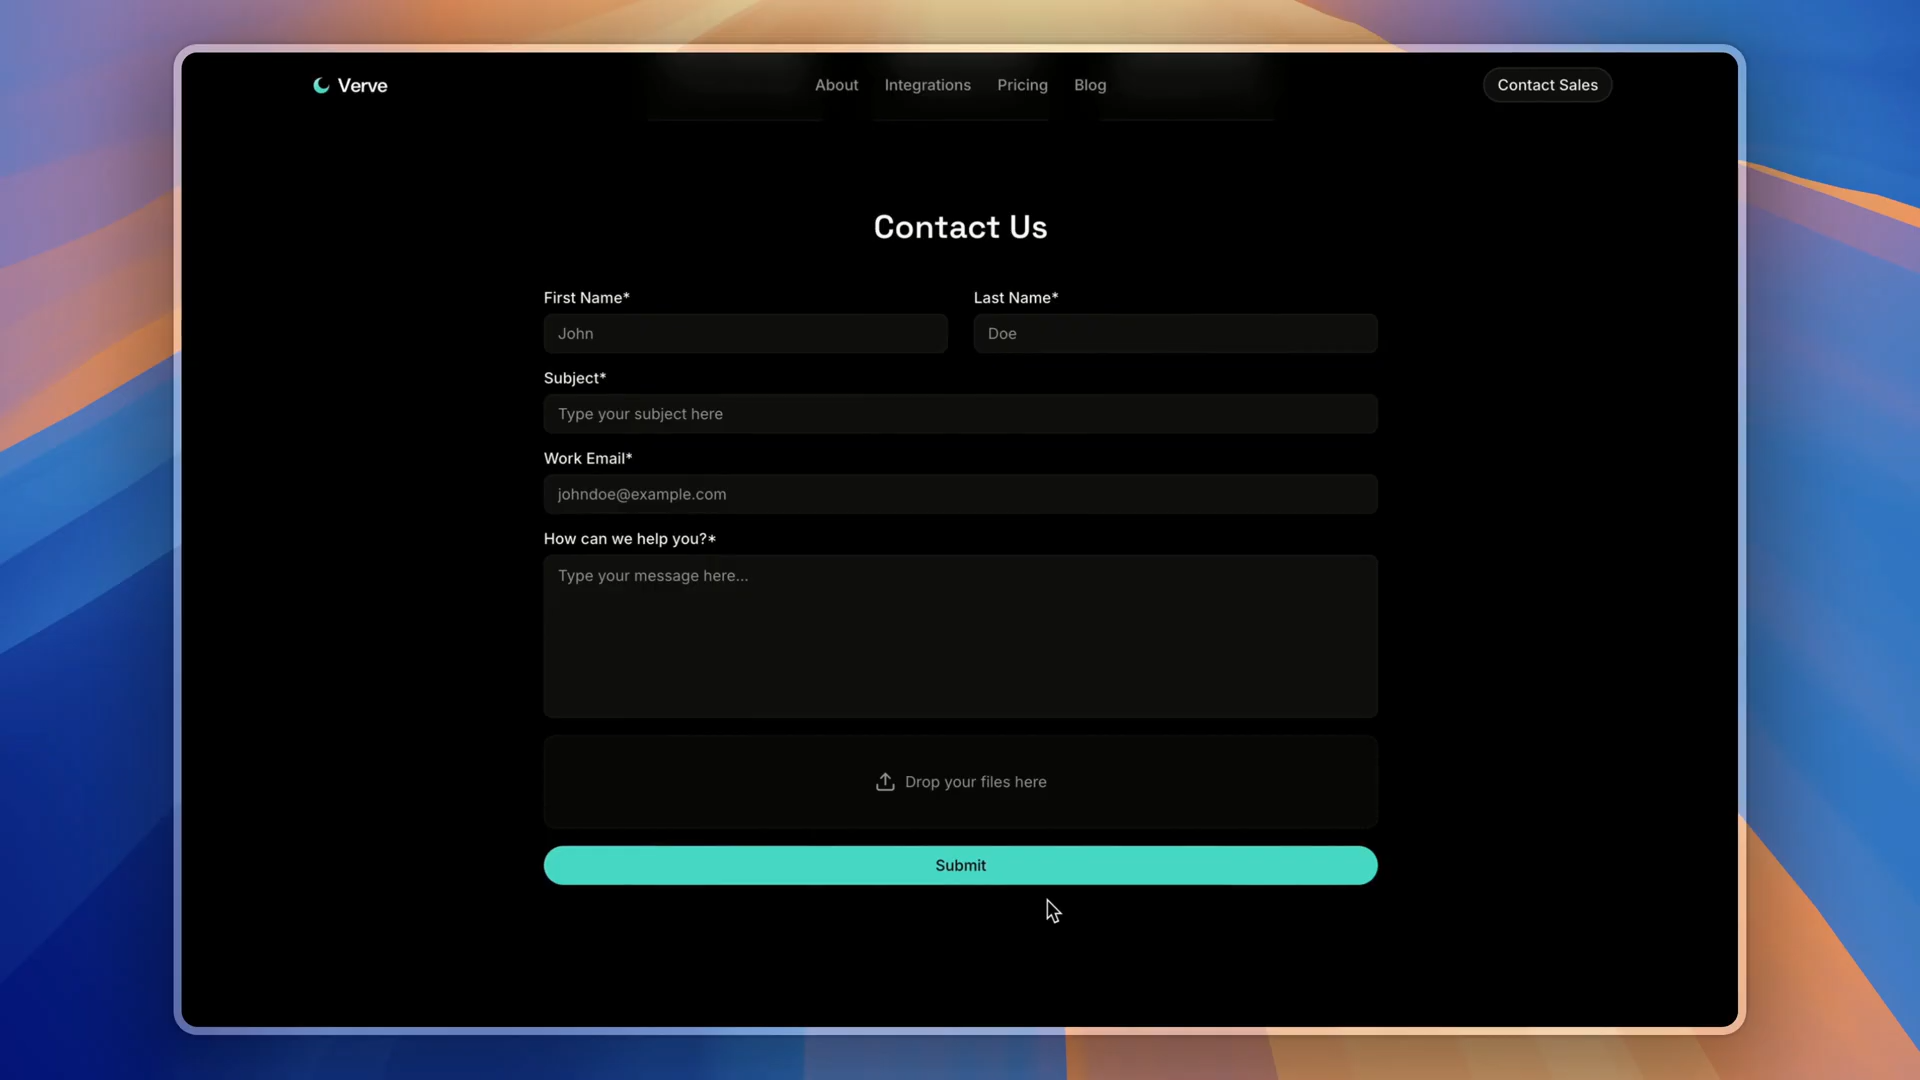 Verve
About Integrations Pricing Blog
Contact Sales
Contact Us
First Name* Last Name*
John Doe
Subject*
Type your subject here
Work Email*
johndoe@example.com
How can we help you?*
Type your message here...
Drop your files here
Submit